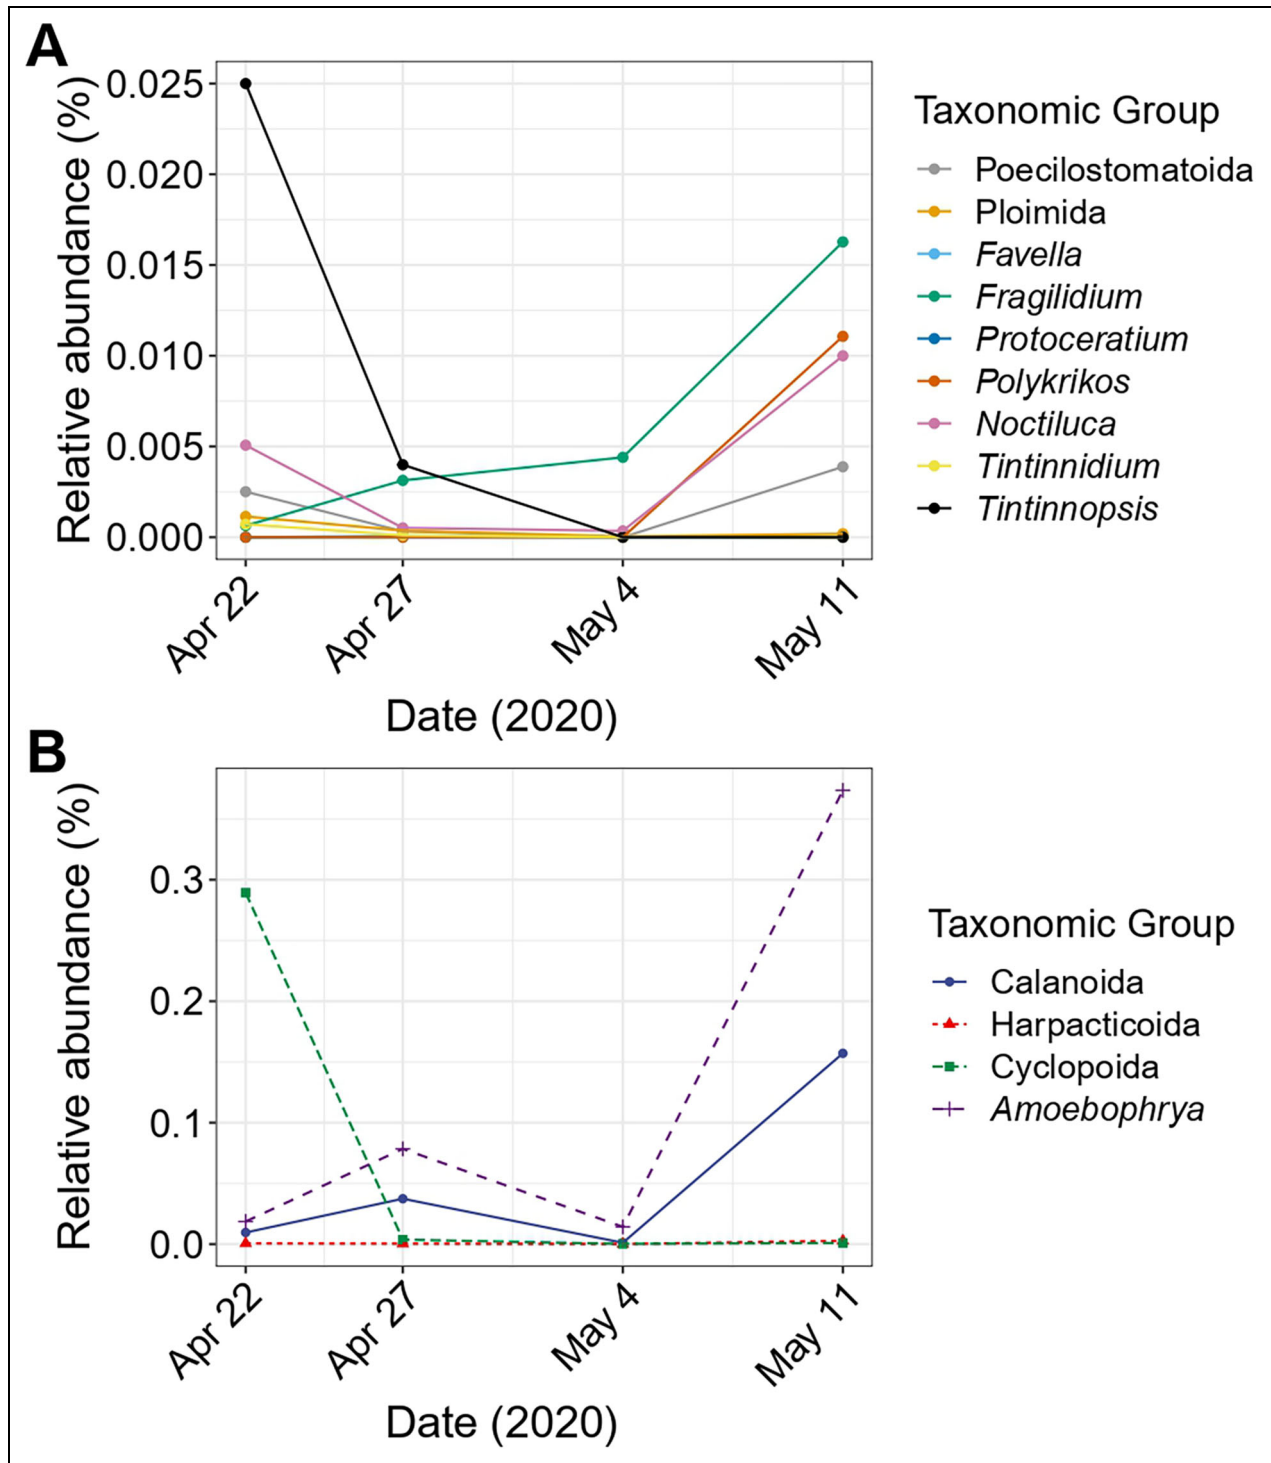 A
Relative abundance (%)
0.025
0.020
0.015
0.010
0.005
0.000
Apr 22
Apr 27
May 4
May 11
Date (2020)
Taxonomic Group
Poecilostomatoida
Ploimida
Favella
Fragilidium
Protoceratium
Polykrikos
Noctiluca
Tintinnidium
Tintinnopsis
B
Relative abundance (%)
0.3
0.2
0.1
0.0
Apr 22
Apr 27
May 4
May 11
Date (2020)
Taxonomic Group
Calanoida
Harpacticoida
Cyclopoida
Amoebophrya